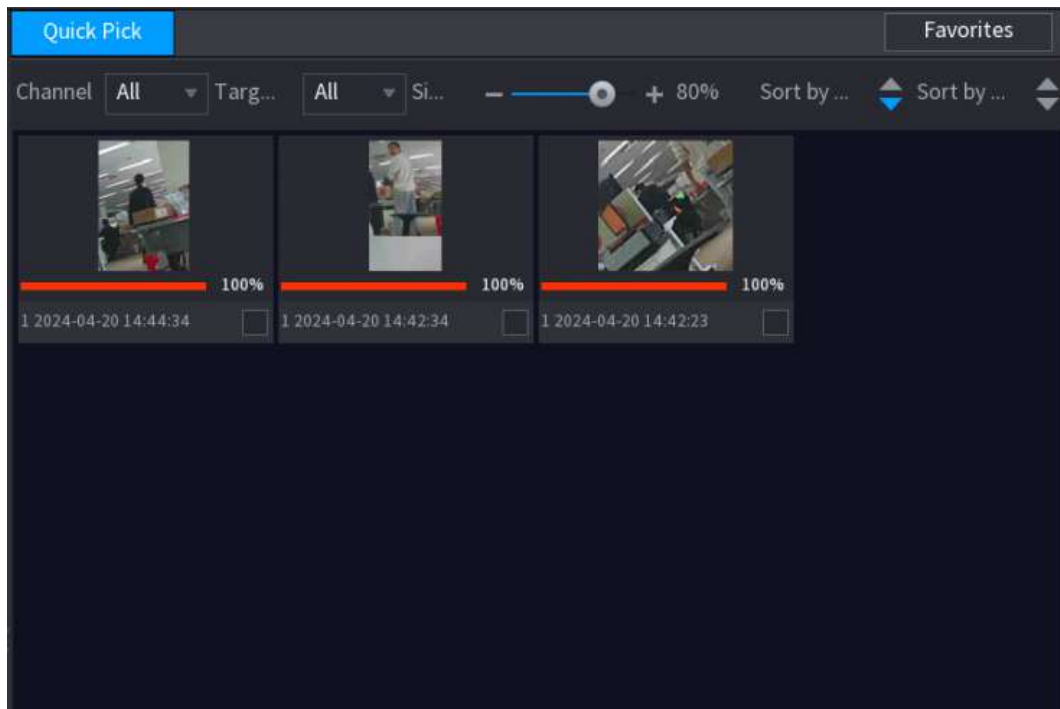 Quick Pick Favorites
Channel All Targ... All Si... 80% Sort by ... Sort by ...
100% 100% 100%
1 2024-04-20 14:44:34 1 2024-04-20 14:42:34 1 2024-04-20 14:42:23